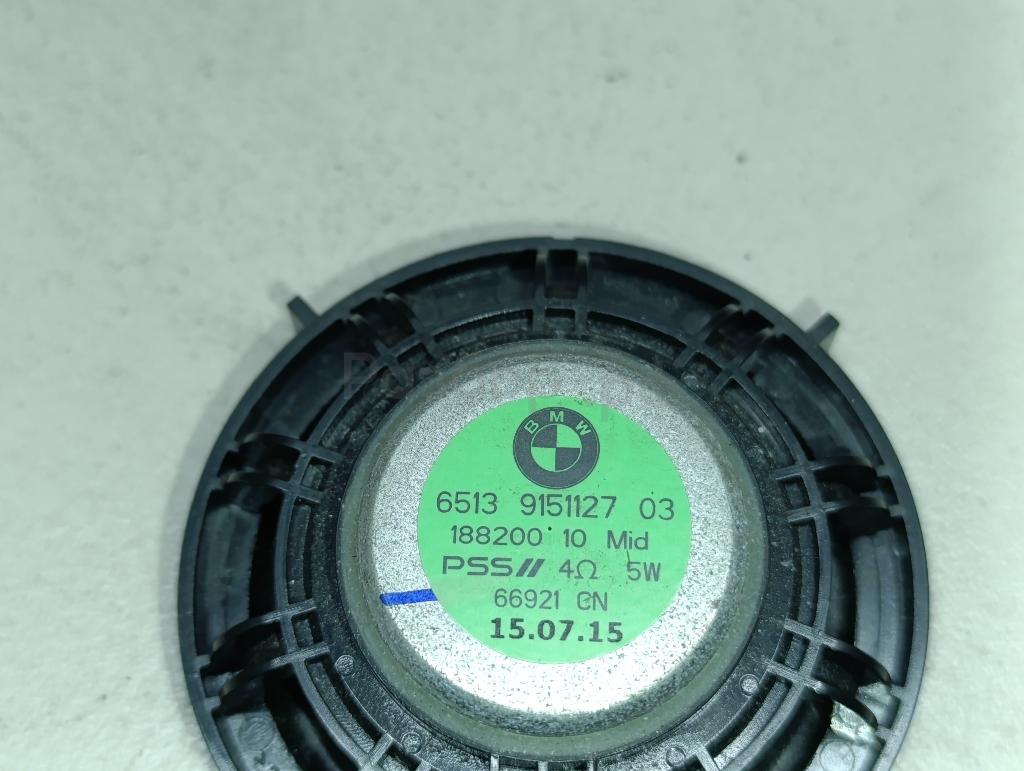 BMW
6513 9151127 03
188200 10 Mid
PSS// 4Ω 5W
66921 CN
15.07.15